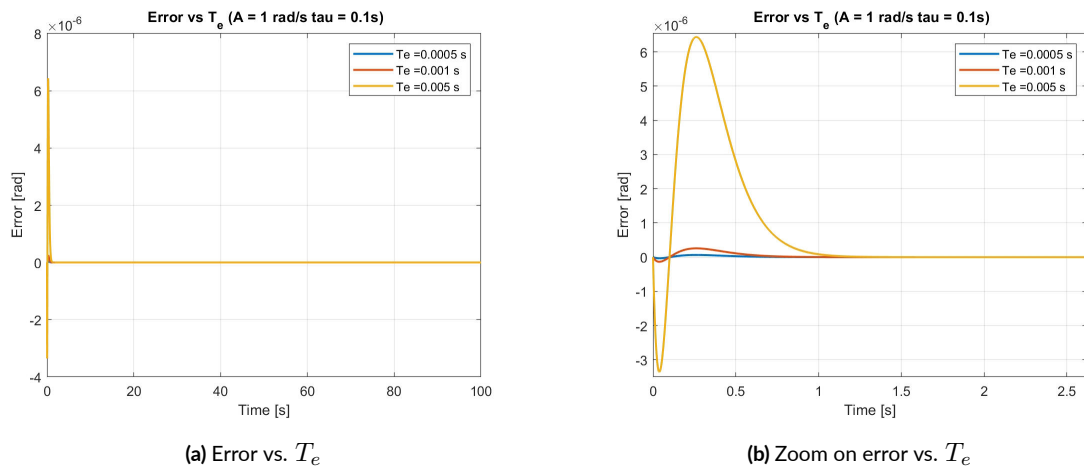 Error vs T_e (A = 1 rad/s tau = 0.1s)
×10^-6
8
6
4
2
0
-2
-4
Error [rad]
Te =0.0005 s
Te =0.001 s
Te =0.005 s
0 20 40 60 80 100
Time [s]
(a) Error vs. T_e
Error vs T_e (A = 1 rad/s tau = 0.1s)
×10^-6
6
5
4
3
2
1
0
-1
-2
-3
Error [rad]
Te =0.0005 s
Te =0.001 s
Te =0.005 s
0 0.5 1 1.5 2 2.5
Time [s]
(b) Zoom on error vs. T_e